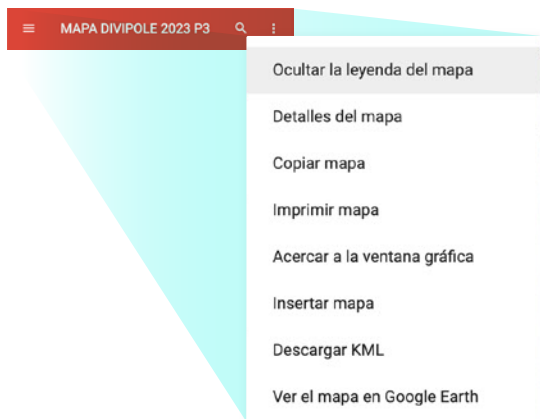 MAPA DIVIPOLE 2023 P3
Ocultar la leyenda del mapa
Detalles del mapa
Copiar mapa
Imprimir mapa
Acercar a la ventana gráfica
Insertar mapa
Descargar KML
Ver el mapa en Google Earth